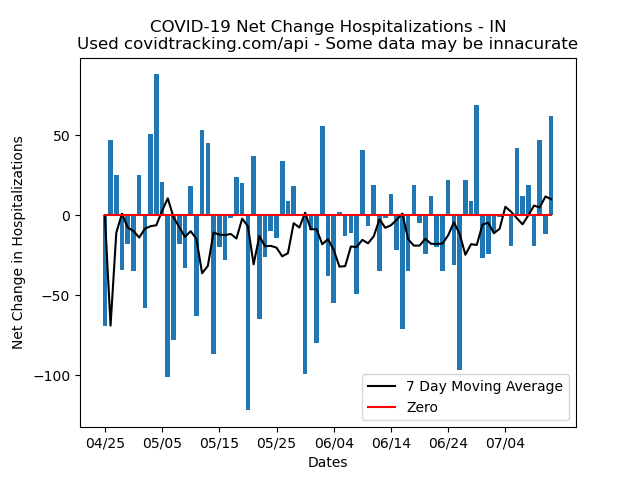 COVID-19 Net Change Hospitalizations - IN
Used covidtracking.com/api - Some data may be innacurate
Net Change in Hospitalizations
50
0
−50
−100
7 Day Moving Average
Zero
04/25 05/05 05/15 05/25 06/04 06/14 06/24 07/04
Dates